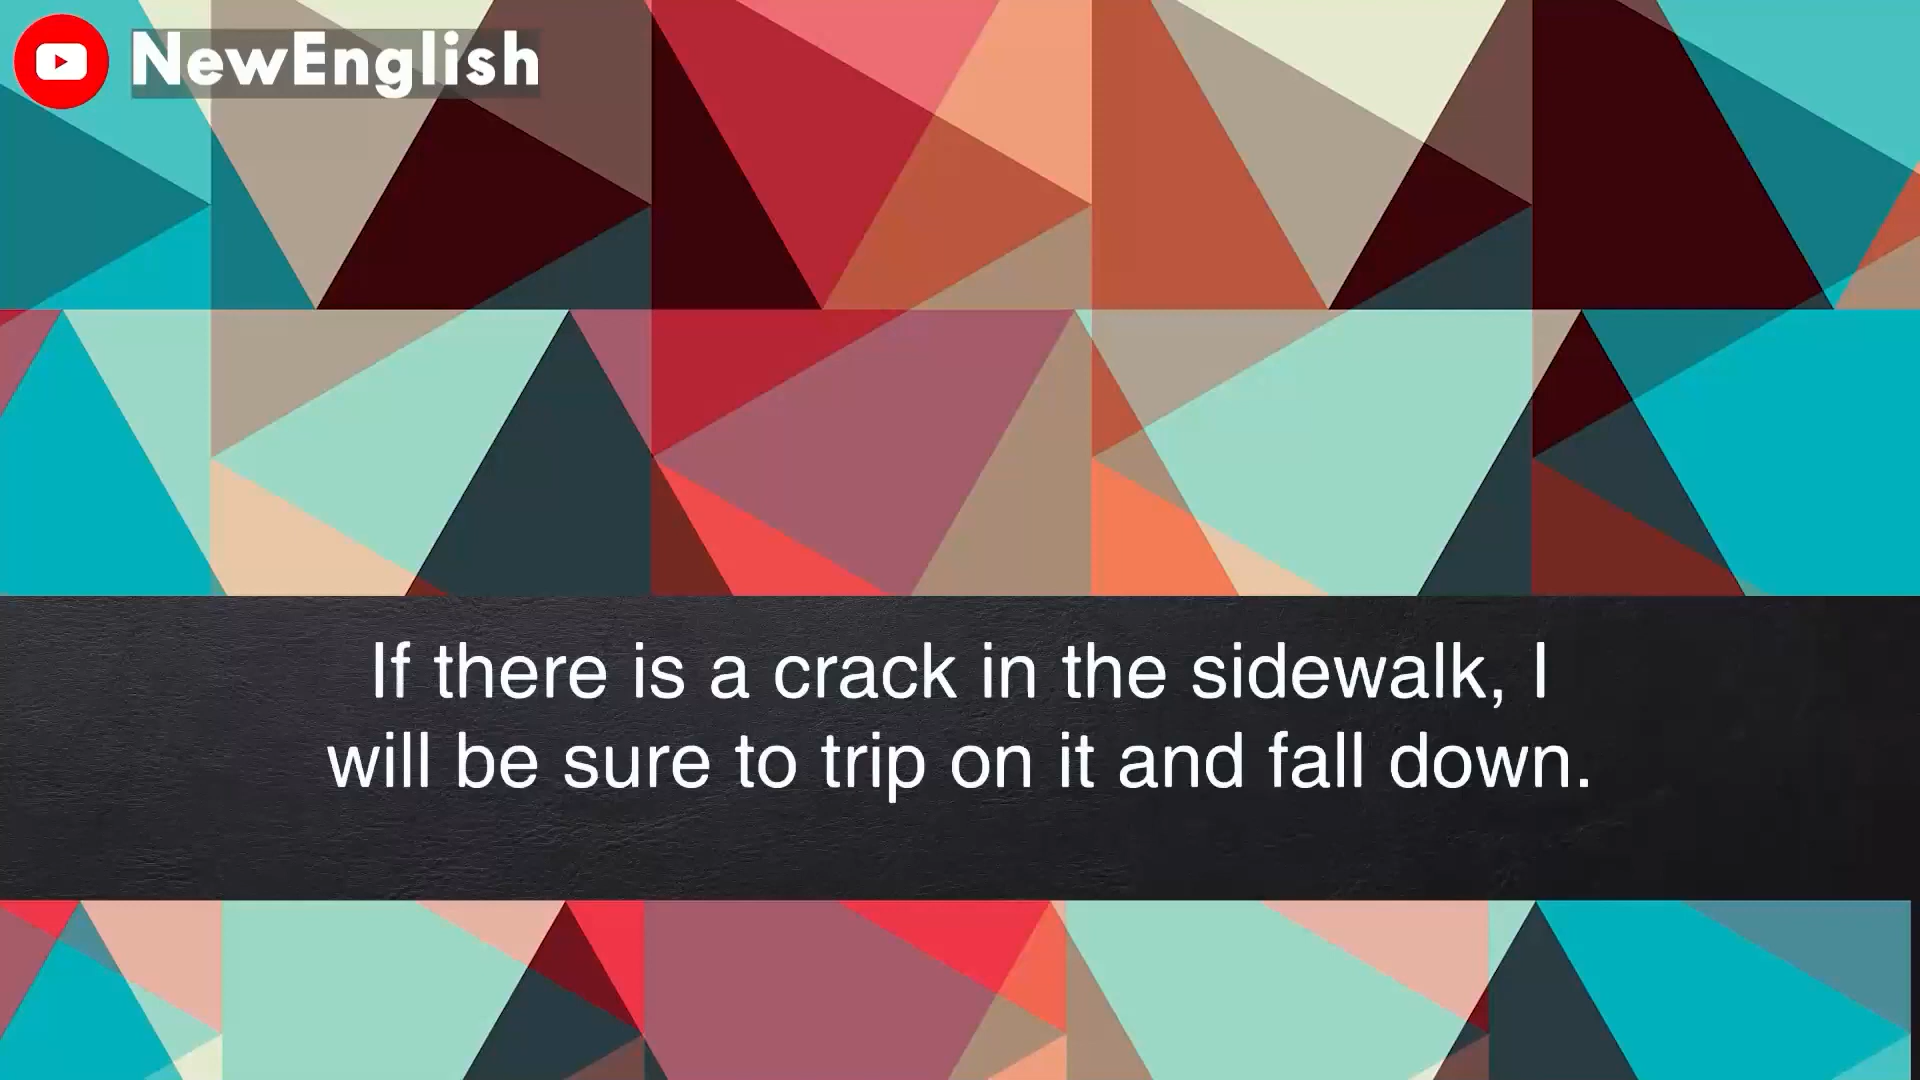 NewEnglish
If there is a crack in the sidewalk, I
will be sure to trip on it and fall down.